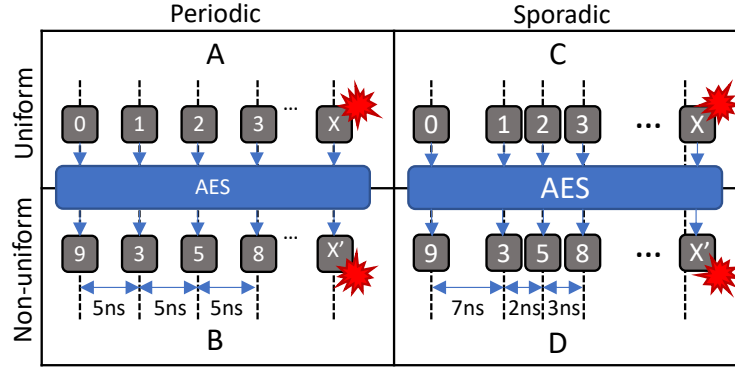 Periodic Sporadic
Uniform
Non-uniform
A C
0 1 2 3 ... X 0 1 2 3 ... X
AES AES
9 3 5 8 ... X' 9 3 5 8 ... X'
5ns 5ns 5ns 7ns 2ns 3ns
B D